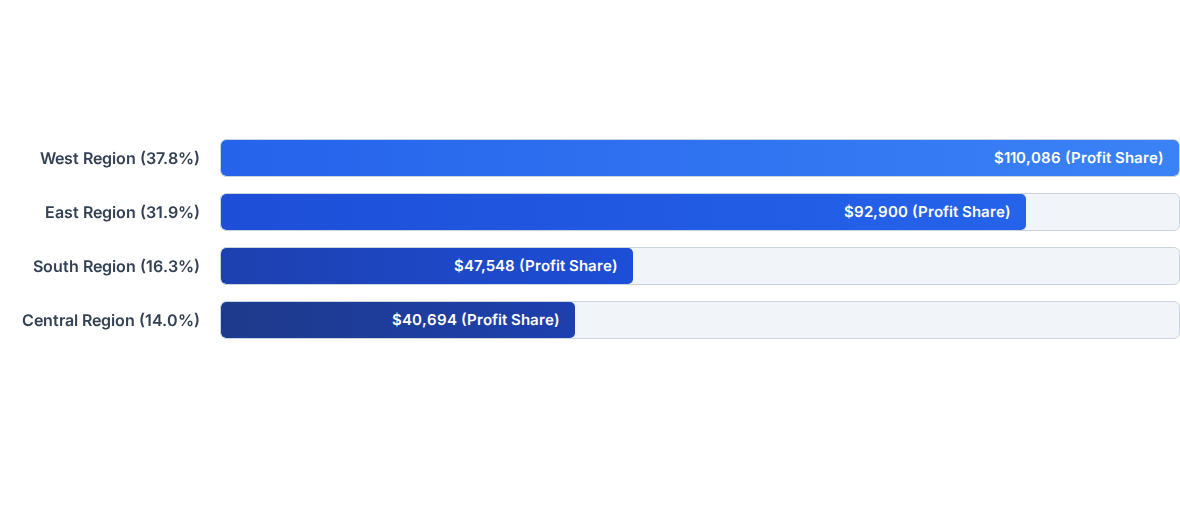 West Region (37.8%) $110,086 (Profit Share)
East Region (31.9%) $92,900 (Profit Share)
South Region (16.3%) $47,548 (Profit Share)
Central Region (14.0%) $40,694 (Profit Share)